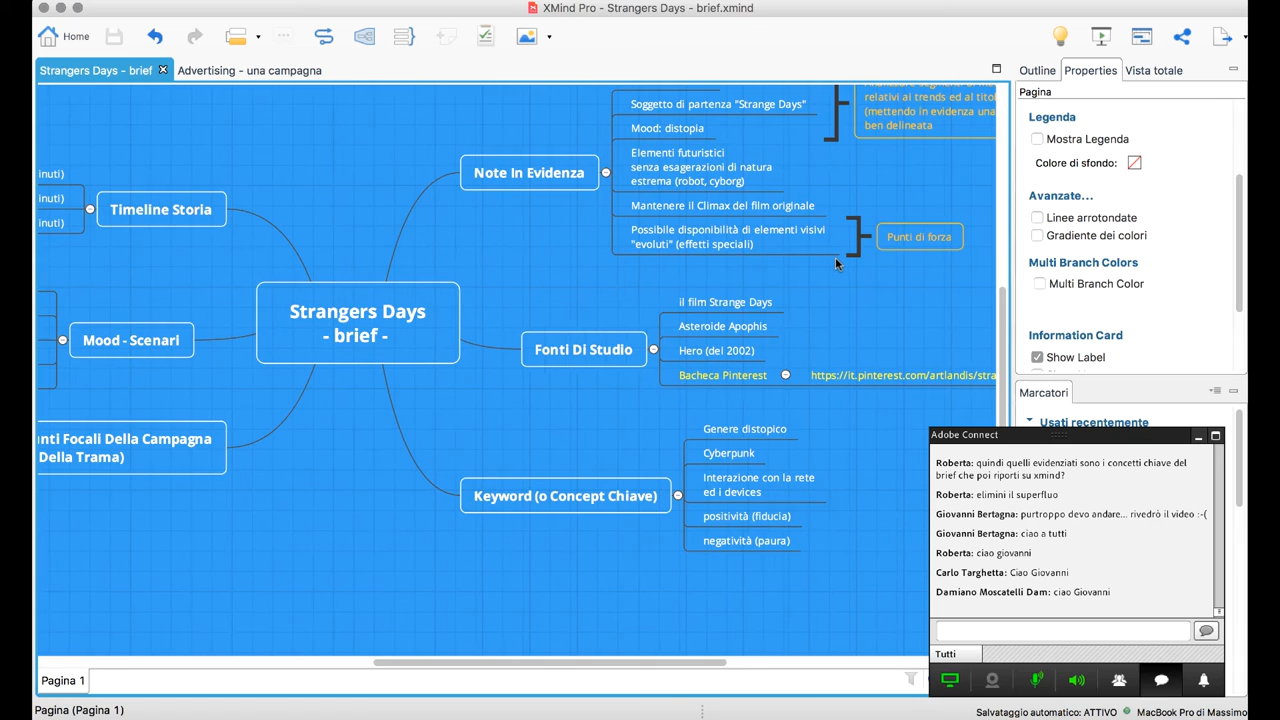 XMind Pro - Strangers Days - brief.xmind
Home
Strangers Days - brief
Advertising - una campagna
Outline
Properties
Vista totale
Pagina
Legenda
Mostra Legenda
Colore di sfondo:
Avanzate...
Linee arrotondate
Gradiente dei colori
Multi Branch Colors
Multi Branch Color
Information Card
Show Label
Marcatori
Usati recentemente
Soggetto di partenza "Strange Days"
Mood: distopia
Elementi futuristici
senza esagerazioni di natura
estrema (robot, cyborg)
Mantenere il Climax del film originale
Possibile disponibilità di elementi visivi
"evoluti" (effetti speciali)
relativi ai trends ed al tito
(mettendo in evidenza una
ben delineata
Punti di forza
Note In Evidenza
inuti)
inuti)
inuti)
Timeline Storia
Strangers Days
- brief -
Mood - Scenari
Fonti Di Studio
il film Strange Days
Asteroide Apophis
Hero (del 2002)
Bacheca Pinterest
https://it.pinterest.com/artlandis/stra
nti Focali Della Campagna
Della Trama)
Keyword (o Concept Chiave)
Genere distopico
Cyberpunk
Interazione con la rete
ed i devices
positività (fiducia)
negatività (paura)
Adobe Connect
Roberta: quindi quelli evidenziati sono i concetti chiave del
brief che poi riporti su xmind?
Roberta: elimini il superfluo
Giovanni Bertagna: purtroppo devo andare... rivedrò il video :-(
Giovanni Bertagna: ciao a tutti
Roberta: ciao giovanni
Carlo Targhetta: Ciao Giovanni
Damiano Moscatelli Dam: ciao Giovanni
Tutti
Pagina 1
Pagina (Pagina 1)
Salvataggio automatico: ATTIVO
MacBook Pro di Massimo